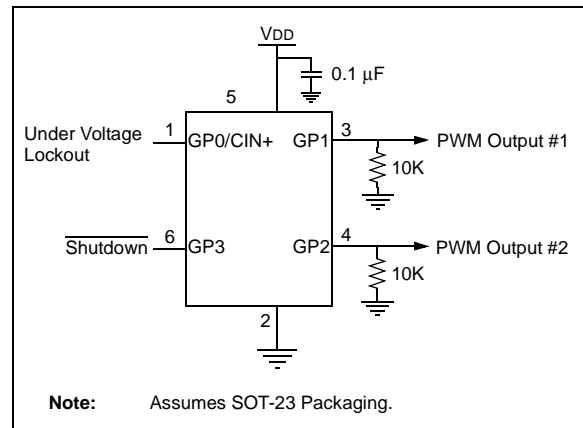 VDD
0.1 μF
5
Under Voltage
Lockout
1
GP0/CIN+
GP1
3
PWM Output #1
10K
Shutdown
6
GP3
GP2
4
PWM Output #2
10K
2
Note: Assumes SOT-23 Packaging.